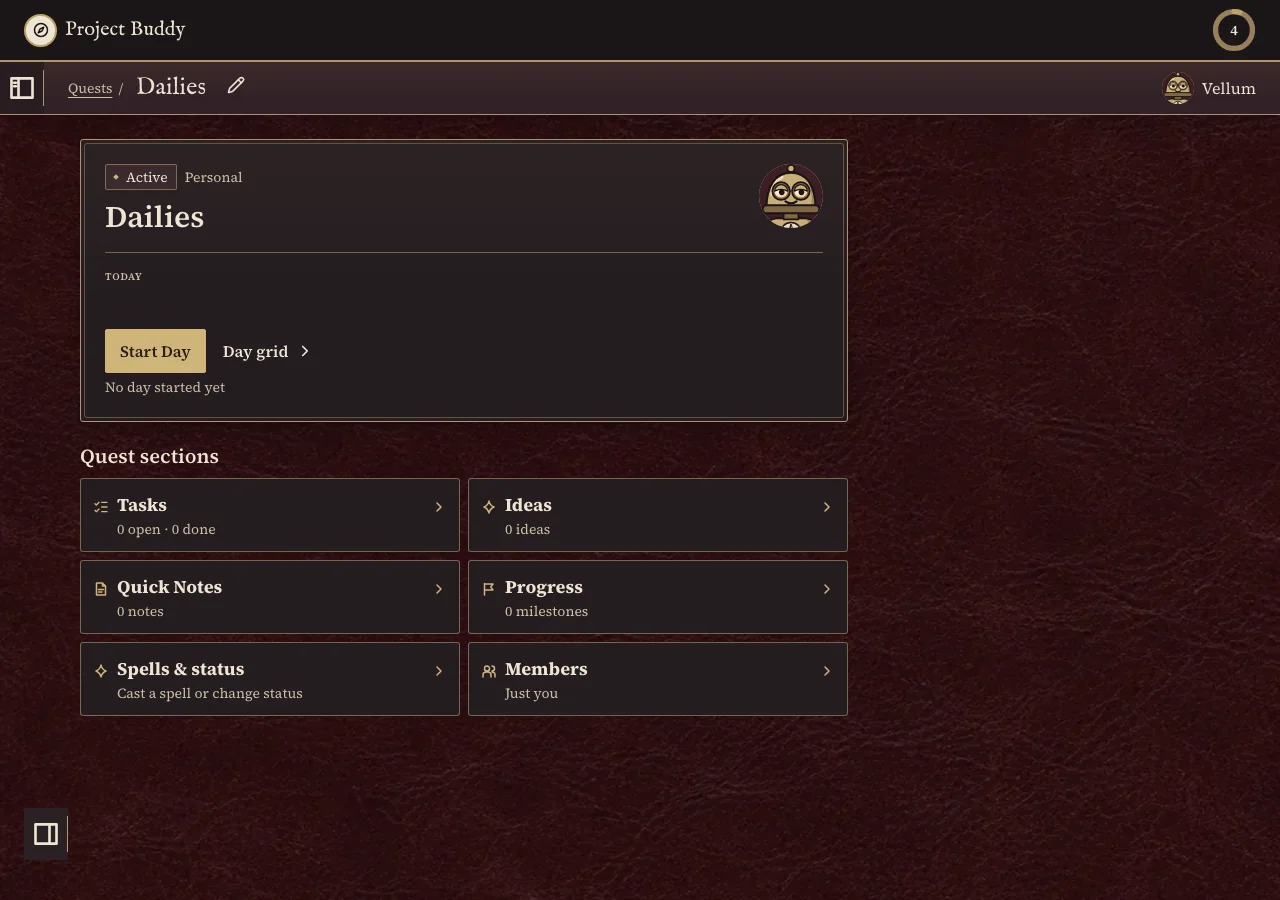 Project Buddy
4
Quests / Dailies
Vellum
Active Personal
Dailies
TODAY
Start Day Day grid
No day started yet
Quest sections
Tasks
0 open · 0 done
Ideas
0 ideas
Quick Notes
0 notes
Progress
0 milestones
Spells & status
Cast a spell or change status
Members
Just you